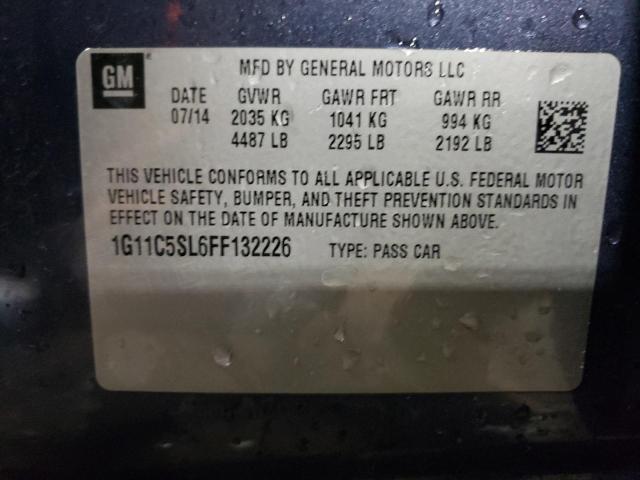 GM
MFD BY GENERAL MOTORS LLC
DATE GVWR GAWR FRT GAWR RR
07/14 2035 KG 1041 KG 994 KG
4487 LB 2295 LB 2192 LB
THIS VEHICLE CONFORMS TO ALL APPLICABLE U.S. FEDERAL MOTOR
VEHICLE SAFETY, BUMPER, AND THEFT PREVENTION STANDARDS IN
EFFECT ON THE DATE OF MANUFACTURE SHOWN ABOVE.
1G11C5SL6FF132226 TYPE: PASS CAR